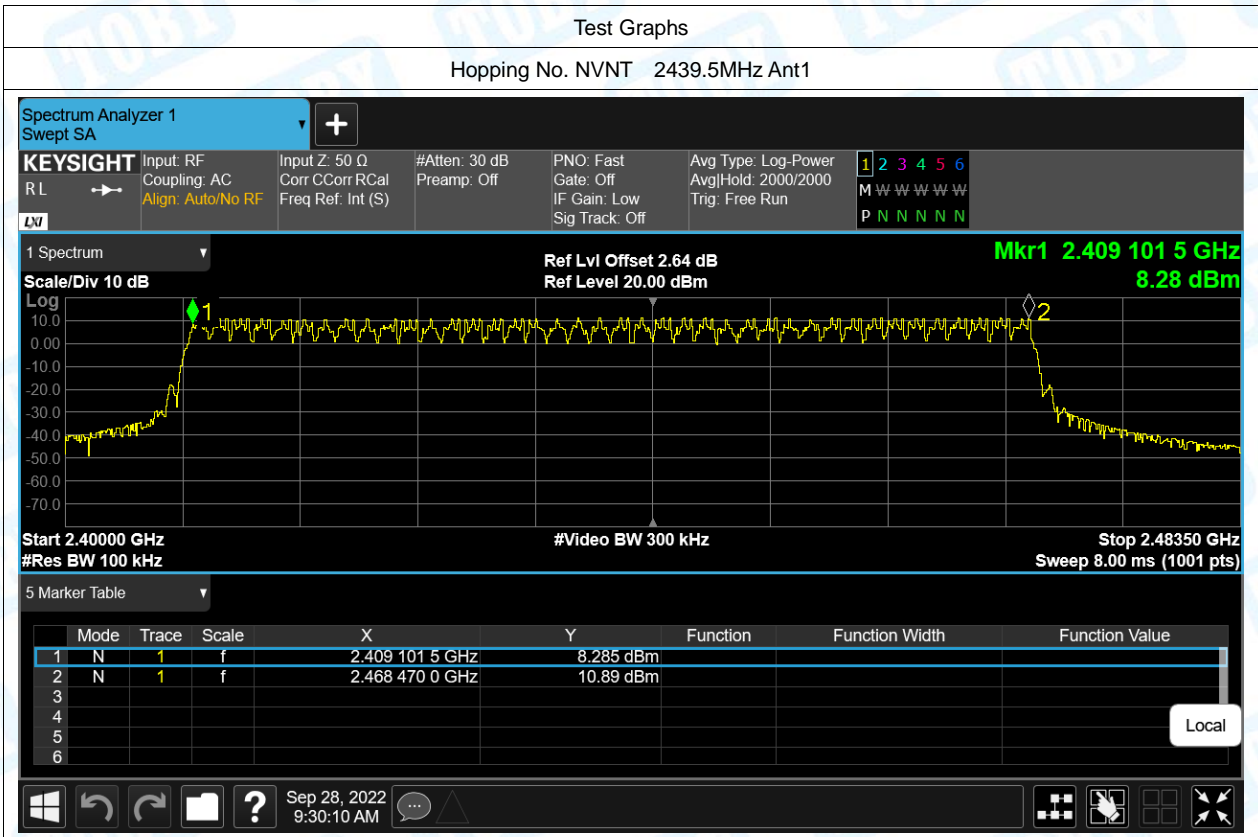 Test Graphs
Hopping No. NVNT 2439.5MHz Ant1
Spectrum Analyzer 1
Swept SA
KEYSIGHT Input: RF Input Z: 50 Ω #Atten: 30 dB PNO: Fast Avg Type: Log-Power 1 2 3 4 5 6
RL Coupling: AC Corr CCorr RCal Preamp: Off Gate: Off Avg|Hold: 2000/2000 M W W W W W
Align: Auto/No RF Freq Ref: Int (S) IF Gain: Low Trig: Free Run
LXI Sig Track: Off P N N N N N
1 Spectrum Mkr1 2.409 101 5 GHz
Ref Lvl Offset 2.64 dB
Scale/Div 10 dB Ref Level 20.00 dBm 8.28 dBm
Log
1 2
10.0
0.00
-10.0
-20.0
-30.0
-40.0
-50.0
-60.0
-70.0
Start 2.40000 GHz #Video BW 300 kHz Stop 2.48350 GHz
#Res BW 100 kHz Sweep 8.00 ms (1001 pts)
5 Marker Table
Mode Trace Scale X Y Function Function Width Function Value
1 N 1 f 2.409 101 5 GHz 8.285 dBm
2 N 1 f 2.468 470 0 GHz 10.89 dBm
3
4
5
6
Local
? Sep 28, 2022
9:30:10 AM
TOBY